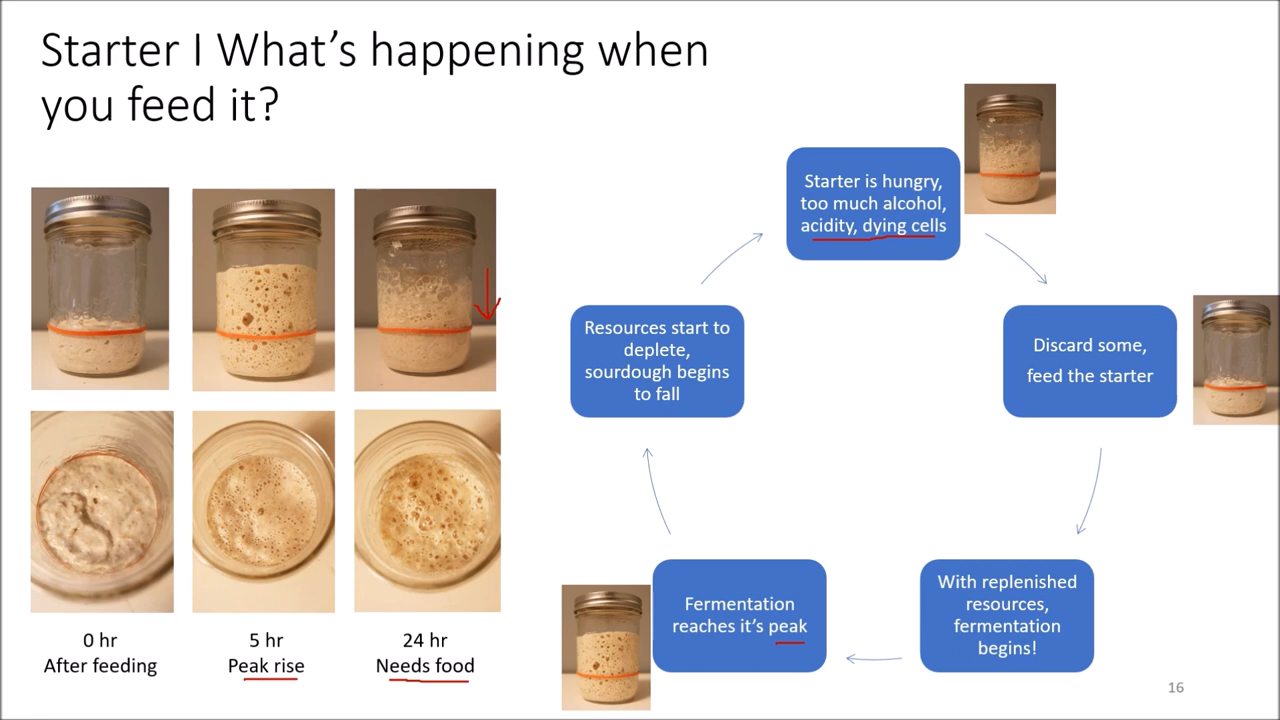 Starter I What's happening when
you feed it?
0 hr
After feeding
5 hr
Peak rise
24 hr
Needs food
Starter is hungry,
too much alcohol,
acidity, dying cells
Discard some,
feed the starter
With replenished
resources,
fermentation
begins!
Fermentation
reaches it's peak
Resources start to
deplete,
sourdough begins
to fall
16